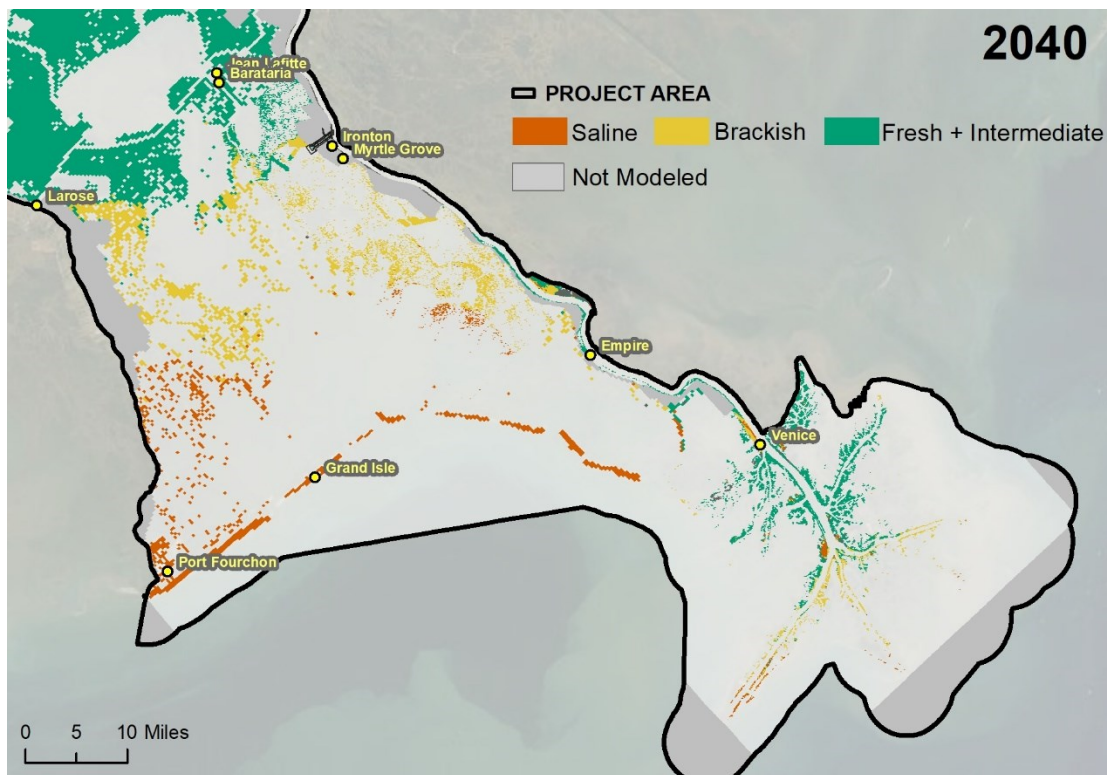 2040
PROJECT AREA
Saline Brackish Fresh + Intermediate
Not Modeled
Jean Lafitte
Barataria
Ironton
Myrtle Grove
Larose
Empire
Venice
Grand Isle
Port Fourchon
0 5 10 Miles